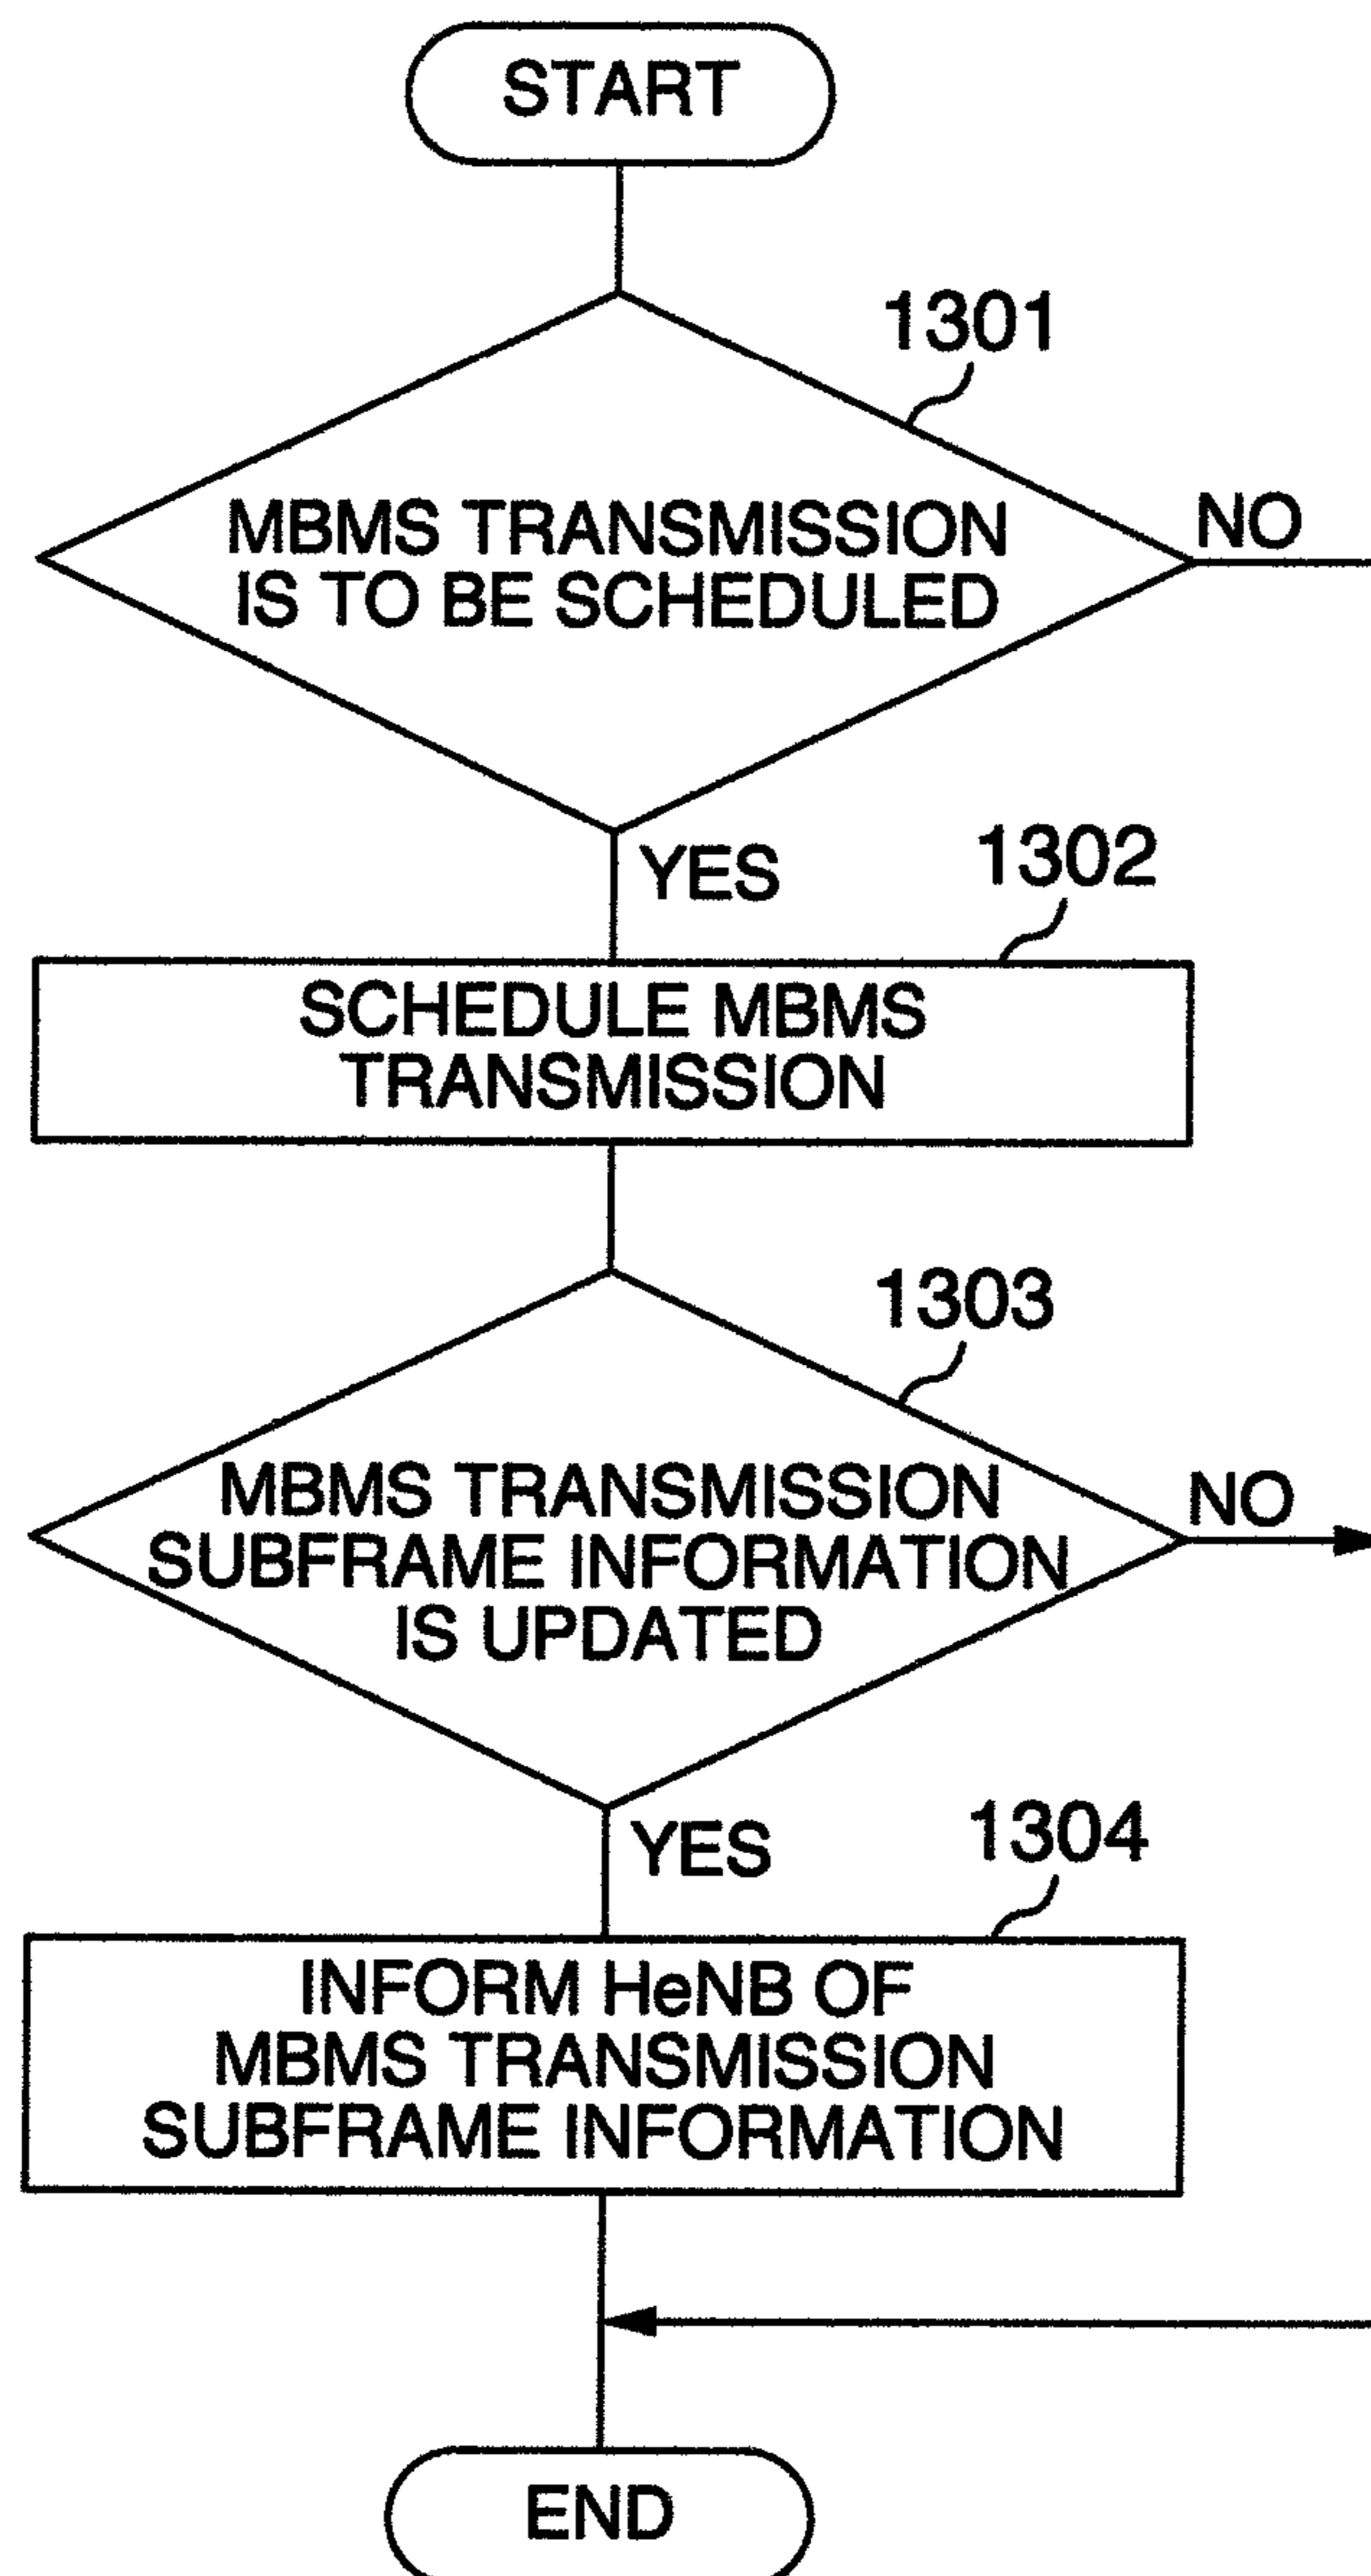 START
1301
MBMS TRANSMISSION
IS TO BE SCHEDULED
NO
YES
1302
SCHEDULE MBMS
TRANSMISSION
1303
MBMS TRANSMISSION
SUBFRAME INFORMATION
IS UPDATED
NO
YES
1304
INFORM HeNB OF
MBMS TRANSMISSION
SUBFRAME INFORMATION
END